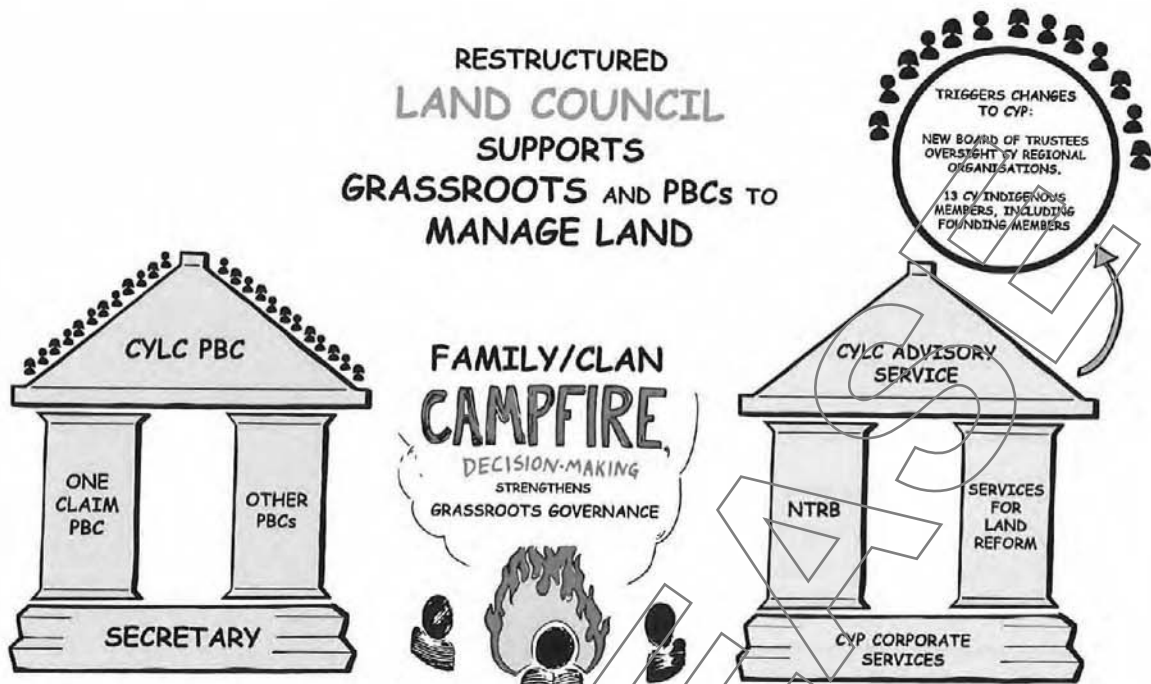 RESTRUCTURED
LAND COUNCIL
SUPPORTS
GRASSROOTS AND PBCs TO
MANAGE LAND
TRIGGERS CHANGES
TO CYP:
NEW BOARD OF TRUSTEES
OVERSIGHT CY REGIONAL
ORGANISATIONS.
13 CY INDIGENOUS
MEMBERS, INCLUDING
FOUNDING MEMBERS
CYLC PBC
ONE
CLAIM
PBC
OTHER
PBCs
SECRETARY
FAMILY/CLAN
CAMPFIRE,
DECISION-MAKING
STRENGTHENS
GRASSROOTS GOVERNANCE
CYLC ADVISORY
SERVICE
NTRB
SERVICES
FOR
LAND
REFORM
CYP CORPORATE
SERVICES